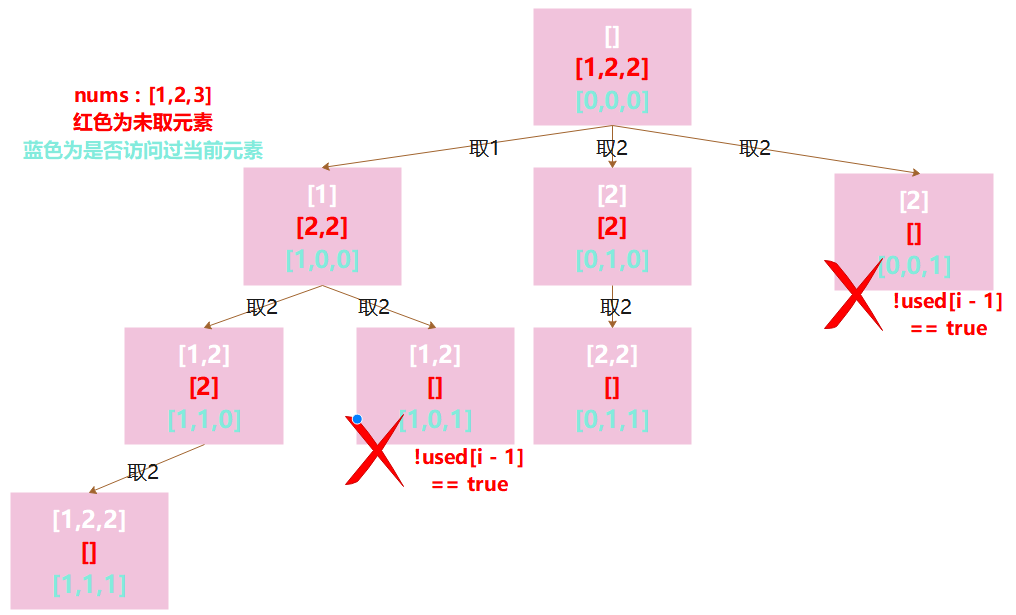 []
[1,2,2]
[0,0,0]
nums : [1,2,3]
红色为未取元素
蓝色为是否访问过当前元素
取1
取2
取2
[1]
[2,2]
[1,0,0]
[2]
[2]
[0,1,0]
[2]
[]
[0,0,1]
!used[i - 1]
== true
取2
取2
取2
[1,2]
[2]
[1,1,0]
[1,2]
[]
[1,0,1]
!used[i - 1]
== true
[2,2]
[]
[0,1,1]
取2
[1,2,2]
[]
[1,1,1]